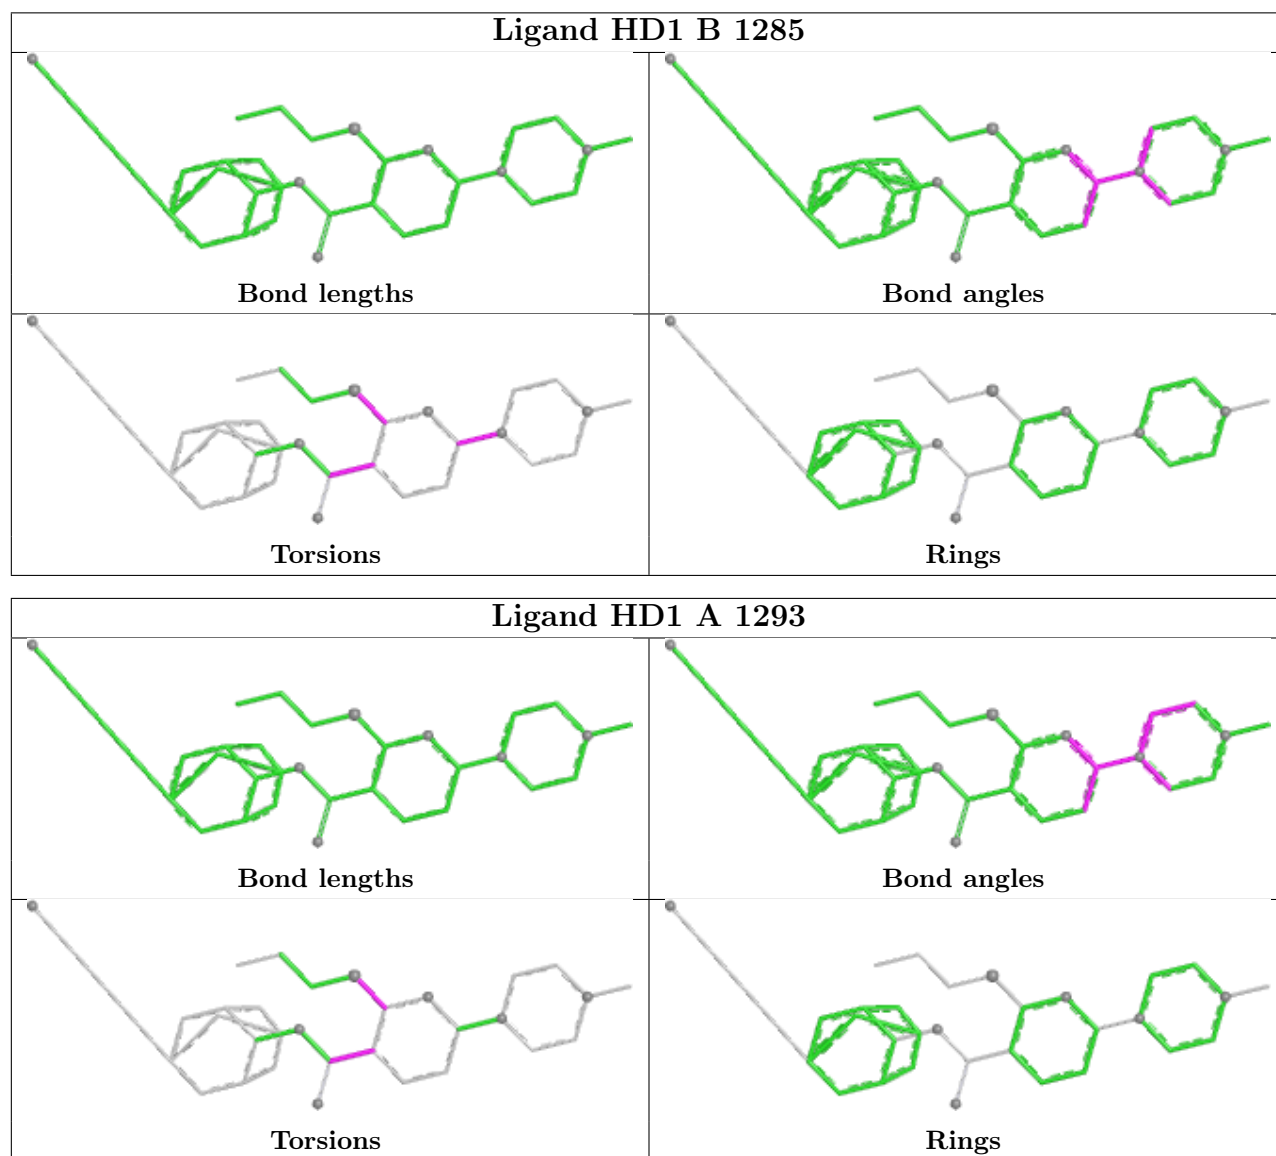 Ligand HD1 B 1285
Bond lengths
Bond angles
Torsions
Rings
Ligand HD1 A 1293
Bond lengths
Bond angles
Torsions
Rings